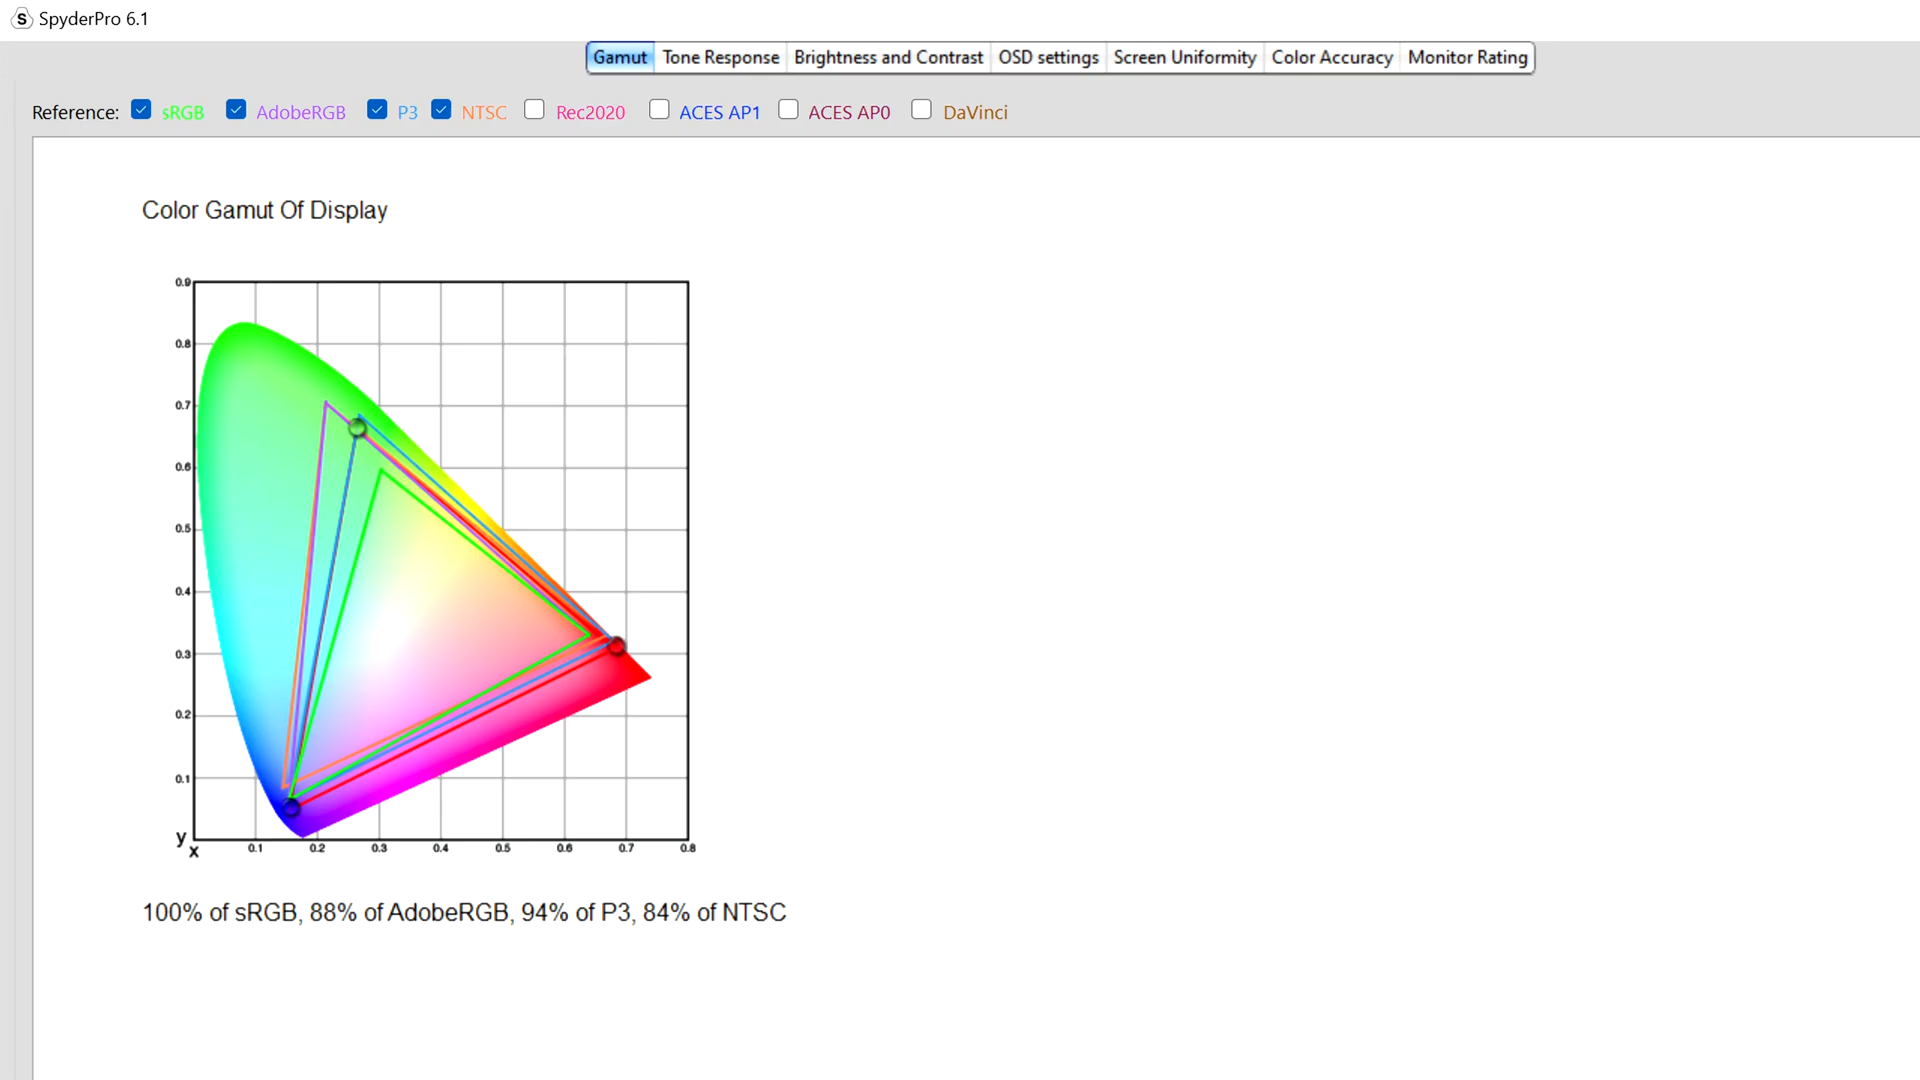 S SpyderPro 6.1
Gamut Tone Response Brightness and Contrast OSD settings Screen Uniformity Color Accuracy Monitor Rating
Reference: sRGB AdobeRGB P3 NTSC Rec2020 ACES AP1 ACES AP0 DaVinci
Color Gamut Of Display
0.9
0.8
0.7
0.6
0.5
0.4
0.3
0.2
0.1
y
x 0.1 0.2 0.3 0.4 0.5 0.6 0.7 0.8
100% of sRGB, 88% of AdobeRGB, 94% of P3, 84% of NTSC